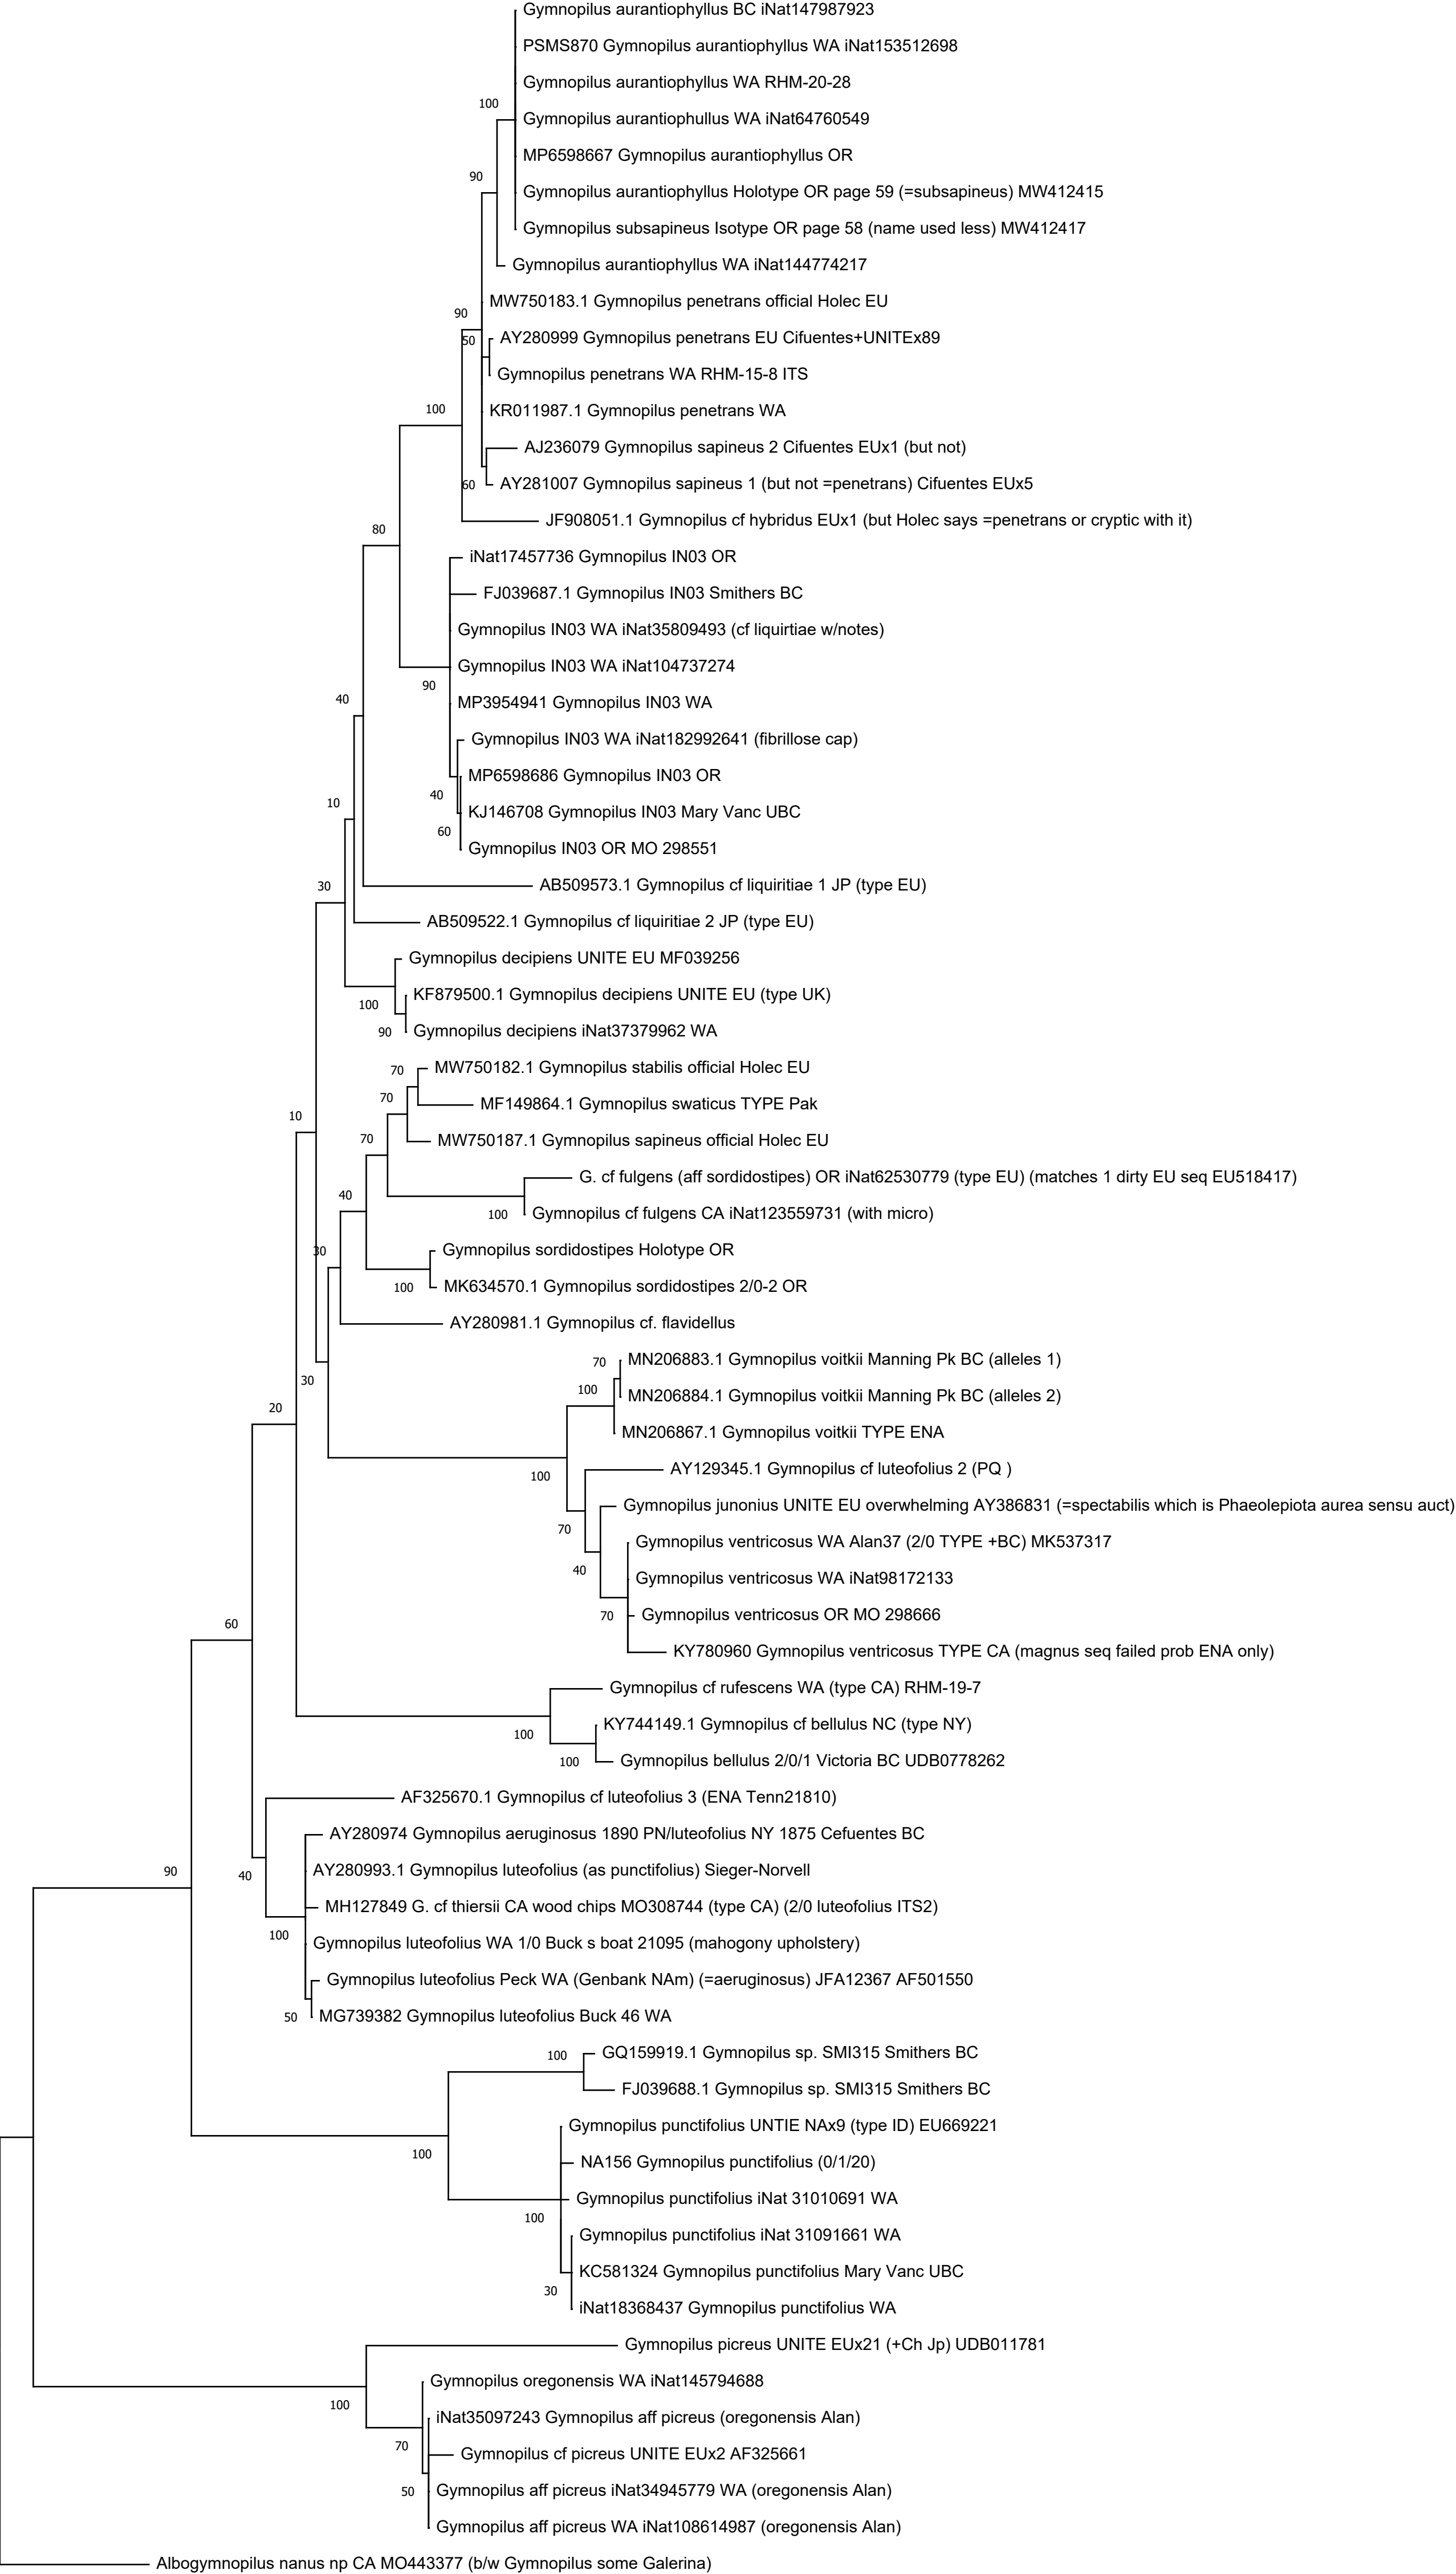 Gymnopilus aurantiophyllus BC iNat147987923
PSMS870 Gymnopilus aurantiophyllus WA iNat153512698
Gymnopilus aurantiophyllus WA RHM-20-28
100
Gymnopilus aurantiophullus WA iNat64760549
MP6598667 Gymnopilus aurantiophyllus OR
90
Gymnopilus aurantiophyllus Holotype OR page 59 (=subsapineus) MW412415
Gymnopilus subsapineus Isotype OR page 58 (name used less) MW412417
Gymnopilus aurantiophyllus WA iNat144774217
MW750183.1 Gymnopilus penetrans official Holec EU
90
50
AY280999 Gymnopilus penetrans EU Cifuentes+UNITEx89
Gymnopilus penetrans WA RHM-15-8 ITS
100
KR011987.1 Gymnopilus penetrans WA
AJ236079 Gymnopilus sapineus 2 Cifuentes EUx1 (but not)
60
AY281007 Gymnopilus sapineus 1 (but not =penetrans) Cifuentes EUx5
JF908051.1 Gymnopilus cf hybridus EUx1 (but Holec says =penetrans or cryptic with it)
80
iNat17457736 Gymnopilus IN03 OR
FJ039687.1 Gymnopilus IN03 Smithers BC
Gymnopilus IN03 WA iNat35809493 (cf liquirtiae w/notes)
Gymnopilus IN03 WA iNat104737274
90
40
MP3954941 Gymnopilus IN03 WA
Gymnopilus IN03 WA iNat182992641 (fibrillose cap)
MP6598686 Gymnopilus IN03 OR
40
10
KJ146708 Gymnopilus IN03 Mary Vanc UBC
60
Gymnopilus IN03 OR MO 298551
30
AB509573.1 Gymnopilus cf liquiritiae 1 JP (type EU)
AB509522.1 Gymnopilus cf liquiritiae 2 JP (type EU)
Gymnopilus decipiens UNITE EU MF039256
100
KF879500.1 Gymnopilus decipiens UNITE EU (type UK)
90
Gymnopilus decipiens iNat37379962 WA
70
MW750182.1 Gymnopilus stabilis official Holec EU
70
MF149864.1 Gymnopilus swaticus TYPE Pak
10
70
MW750187.1 Gymnopilus sapineus official Holec EU
G. cf fulgens (aff sordidostipes) OR iNat62530779 (type EU) (matches 1 dirty EU seq EU518417)
40
100
Gymnopilus cf fulgens CA iNat123559731 (with micro)
30
Gymnopilus sordidostipes Holotype OR
100
MK634570.1 Gymnopilus sordidostipes 2/0-2 OR
AY280981.1 Gymnopilus cf. flavidellus
70
MN206883.1 Gymnopilus voitkii Manning Pk BC (alleles 1)
30
100
MN206884.1 Gymnopilus voitkii Manning Pk BC (alleles 2)
20
MN206867.1 Gymnopilus voitkii TYPE ENA
100
AY129345.1 Gymnopilus cf luteofolius 2 (PQ )
Gymnopilus junonius UNITE EU overwhelming AY386831 (=spectabilis which is Phaeolepiota aurea sensu auct)
70
Gymnopilus ventricosus WA Alan37 (2/0 TYPE +BC) MK537317
40
Gymnopilus ventricosus WA iNat98172133
70
Gymnopilus ventricosus OR MO 298666
60
KY780960 Gymnopilus ventricosus TYPE CA (magnus seq failed prob ENA only)
Gymnopilus cf rufescens WA (type CA) RHM-19-7
100
KY744149.1 Gymnopilus cf bellulus NC (type NY)
100
Gymnopilus bellulus 2/0/1 Victoria BC UDB0778262
AF325670.1 Gymnopilus cf luteofolius 3 (ENA Tenn21810)
AY280974 Gymnopilus aeruginosus 1890 PN/luteofolius NY 1875 Cefuentes BC
90
40
AY280993.1 Gymnopilus luteofolius (as punctifolius) Sieger-Norvell
MH127849 G. cf thiersii CA wood chips MO308744 (type CA) (2/0 luteofolius ITS2)
100
Gymnopilus luteofolius WA 1/0 Buck s boat 21095 (mahogony upholstery)
Gymnopilus luteofolius Peck WA (Genbank NAm) (=aeruginosus) JFA12367 AF501550
50
MG739382 Gymnopilus luteofolius Buck 46 WA
100
GQ159919.1 Gymnopilus sp. SMI315 Smithers BC
FJ039688.1 Gymnopilus sp. SMI315 Smithers BC
100
Gymnopilus punctifolius UNTIE NAx9 (type ID) EU669221
NA156 Gymnopilus punctifolius (0/1/20)
Gymnopilus punctifolius iNat 31010691 WA
100
Gymnopilus punctifolius iNat 31091661 WA
KC581324 Gymnopilus punctifolius Mary Vanc UBC
30
iNat18368437 Gymnopilus punctifolius WA
Gymnopilus picreus UNITE EUx21 (+Ch Jp) UDB011781
Gymnopilus oregonensis WA iNat145794688
100
iNat35097243 Gymnopilus aff picreus (oregonensis Alan)
70
Gymnopilus cf picreus UNITE EUx2 AF325661
50
Gymnopilus aff picreus iNat34945779 WA (oregonensis Alan)
Gymnopilus aff picreus WA iNat108614987 (oregonensis Alan)
Albogymnopilus nanus np CA MO443377 (b/w Gymnopilus some Galerina)